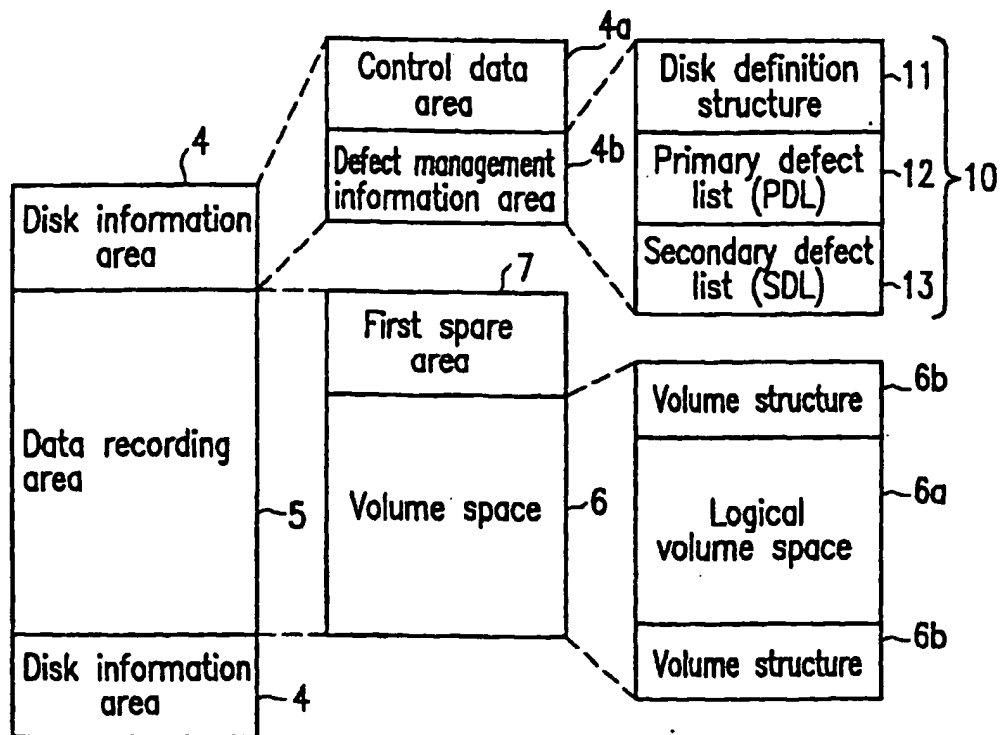 4
Disk information
area
Data recording
area
5
Disk information
area
4
4a
Control data
area
Defect management
information area
4b
7
First spare
area
Volume space
6
Disk definition
structure
11
Primary defect
list (PDL)
12
Secondary defect
list (SDL)
13
10
Volume structure
6b
Logical
volume space
6a
Volume structure
6b